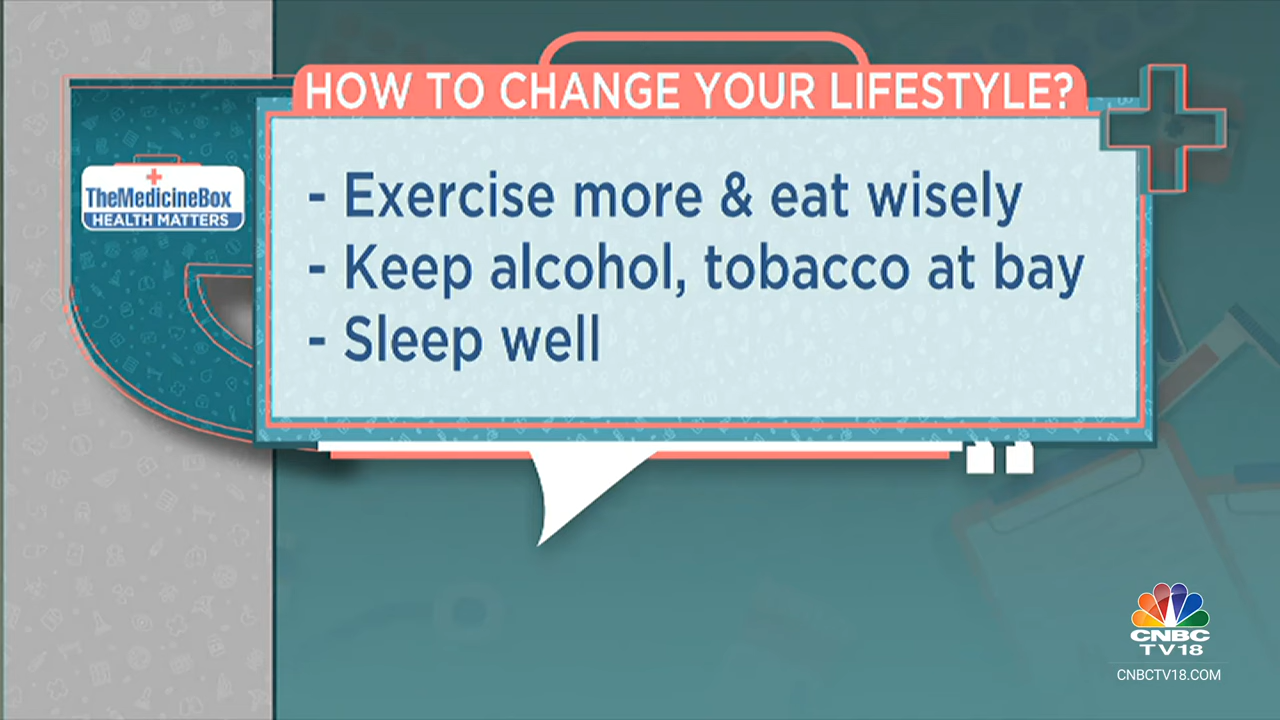 HOW TO CHANGE YOUR LIFESTYLE?
TheMedicineBox
HEALTH MATTERS
- Exercise more & eat wisely
- Keep alcohol, tobacco at bay
- Sleep well
CNBC
TV18
CNBCTV18.COM